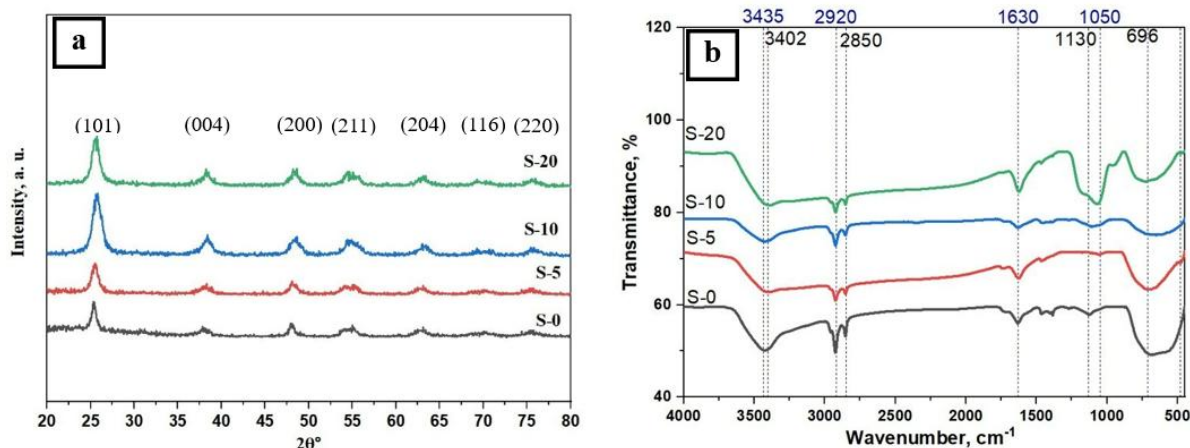 a
(101) (004) (200) (211) (204) (116) (220)
S-20
S-10
S-5
S-0
Intensity, a. u.
20 25 30 35 40 45 50 55 60 65 70 75 80
2θ°
b
3435 2920 1630 1050
3402 2850 1130 696
120
100
80
60
40
S-20
S-10
S-5
S-0
Transmittance, %
4000 3500 3000 2500 2000 1500 1000 500
Wavenumber, cm-1